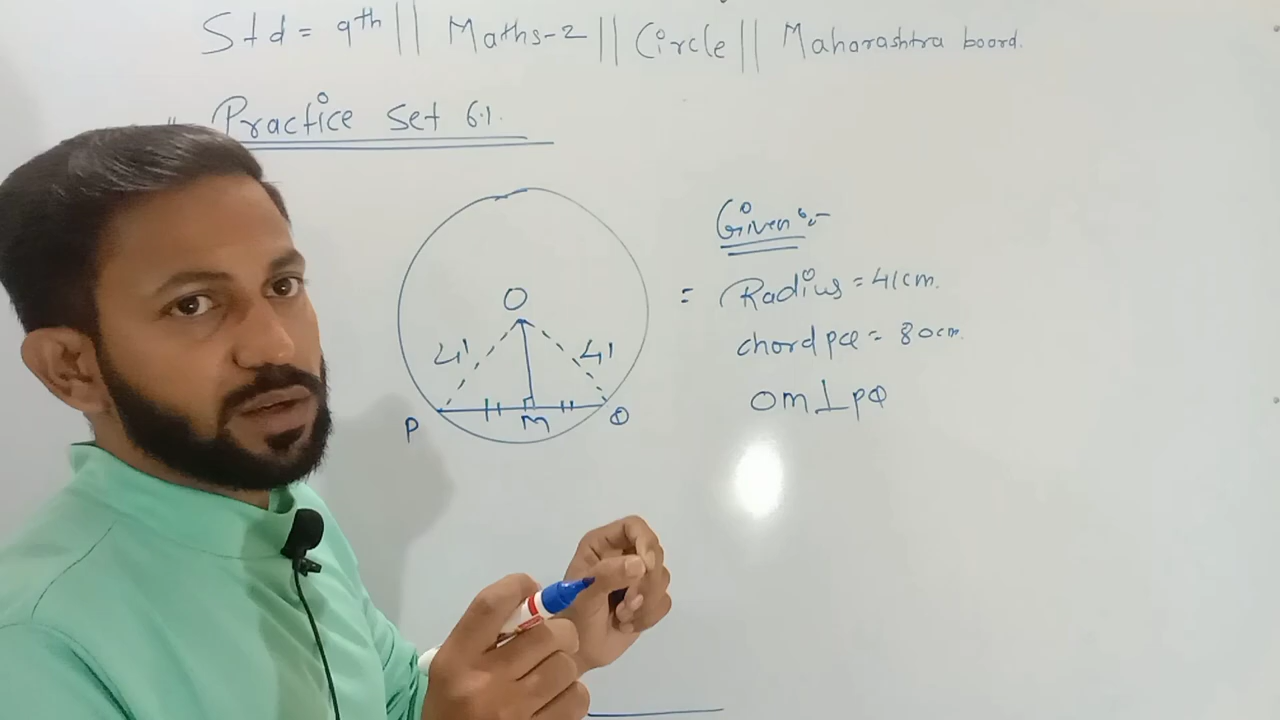 Std = 9th || Maths-2 || Circle || Maharashtra board.
" Practice set 6.1.
Given :-
= Radius = 41cm.
chord PQ = 80cm.
OM ⊥ PQ
O
41 41
P M Q